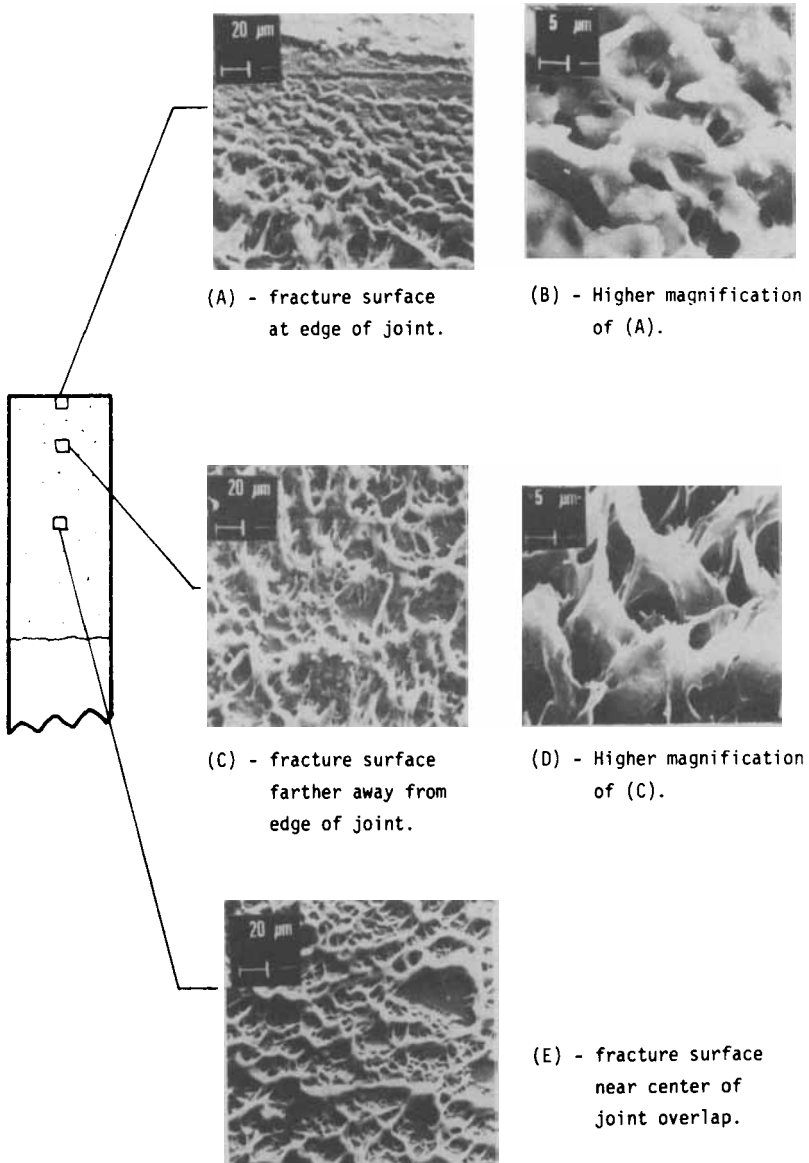 20 µm
5 µm
(A) - fracture surface
at edge of joint.
(B) - Higher magnification
of (A).
20 µm
5 µm
(C) - fracture surface
farther away from
edge of joint.
(D) - Higher magnification
of (C).
20 µm
(E) - fracture surface
near center of
joint overlap.